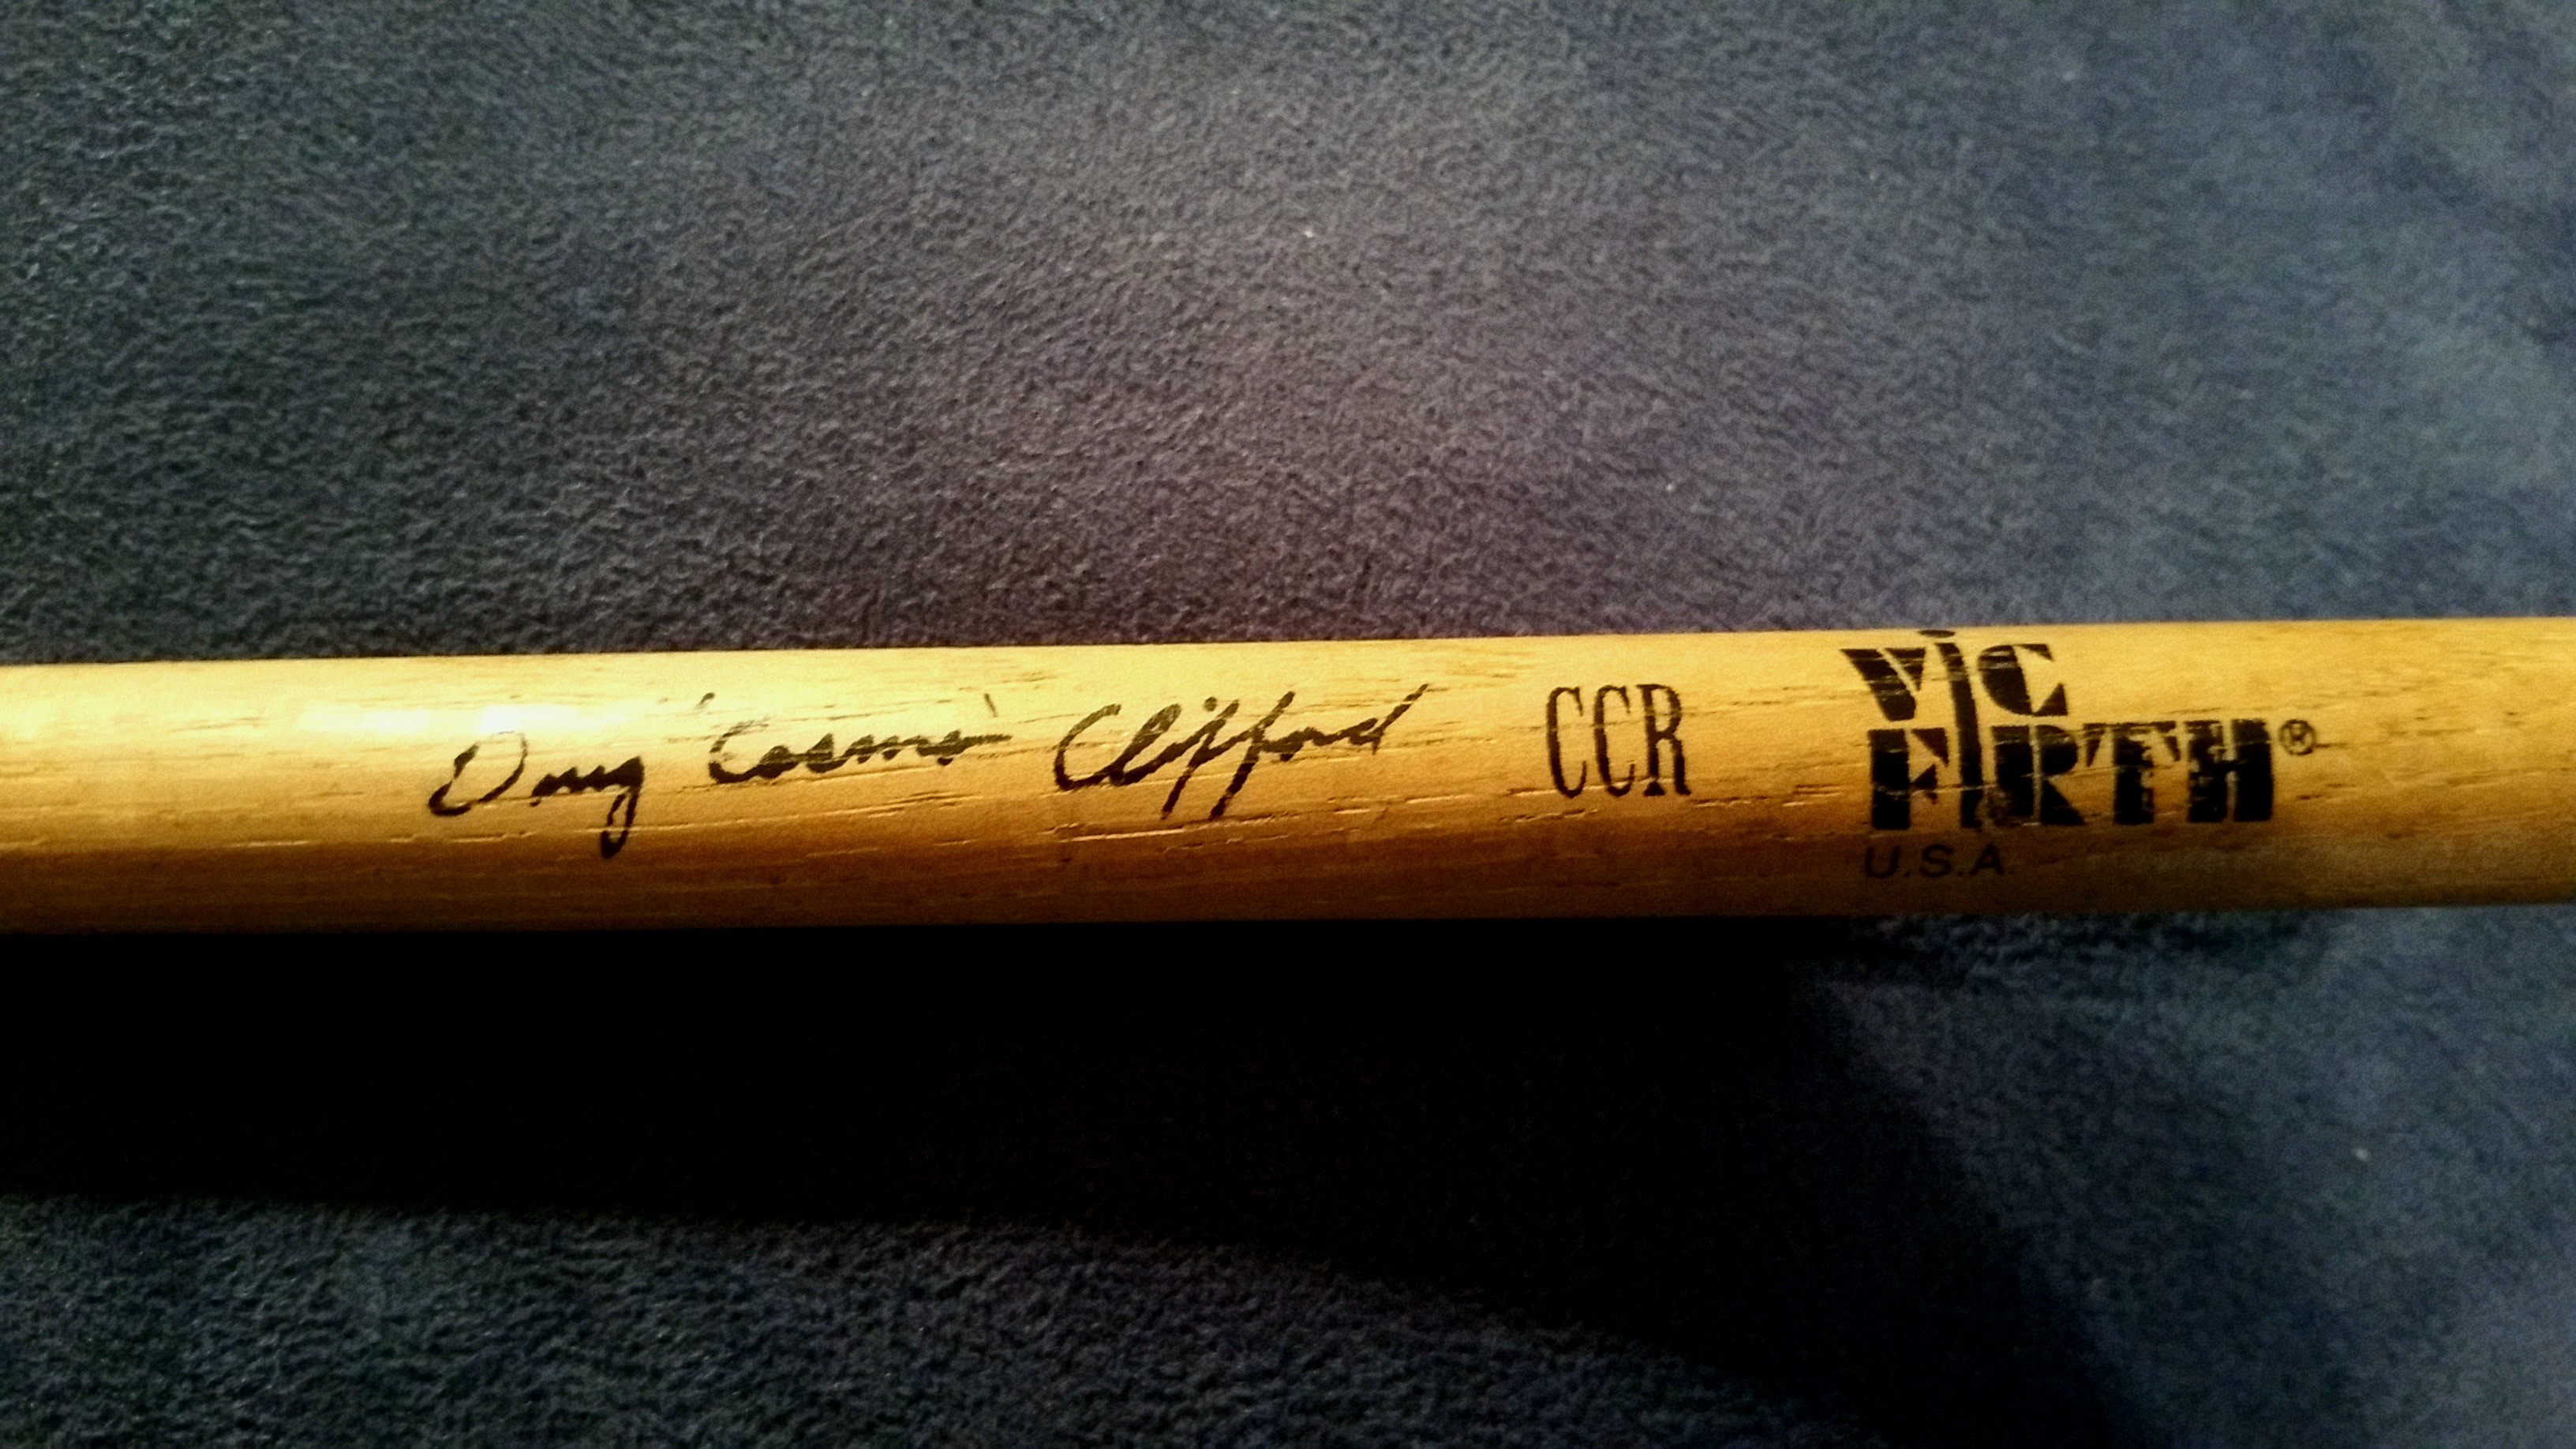 Doug "Cosmo" Clifford CCR
VIC
FIRTH®
U.S.A.